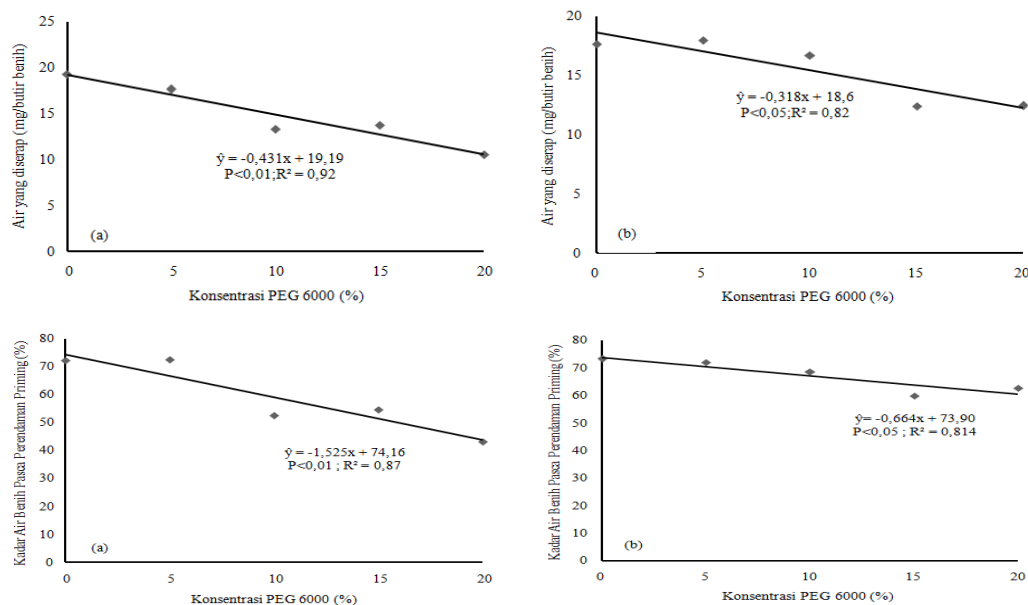 Air yang diserap (mg/butir benih)
25
20
15
10
5
0
ŷ = -0,431x + 19,19
P<0,01;R² = 0,92
(a)
0 5 10 15 20
Konsentrasi PEG 6000 (%)
Air yang diserap (mg/butir benih)
20
15
10
5
0
ŷ = -0,318x + 18,6
P<0,05;R² = 0,82
(b)
0 5 10 15 20
Konsentrasi PEG 6000 (%)
Kadar Air Benih Pasca Perendaman Priming (%)
80
70
60
50
40
30
20
10
0
ŷ = -1,525x + 74,16
P<0,01 ; R² = 0,87
(a)
0 5 10 15 20
Konsentrasi PEG 6000 (%)
Kadar Air Benih Pasca Perendaman Priming (%)
80
70
60
50
40
30
20
10
0
ŷ= -0,664x + 73,90
P<0,05 ; R² = 0,814
(b)
0 5 10 15 20
Konsentrasi PEG 6000 (%)